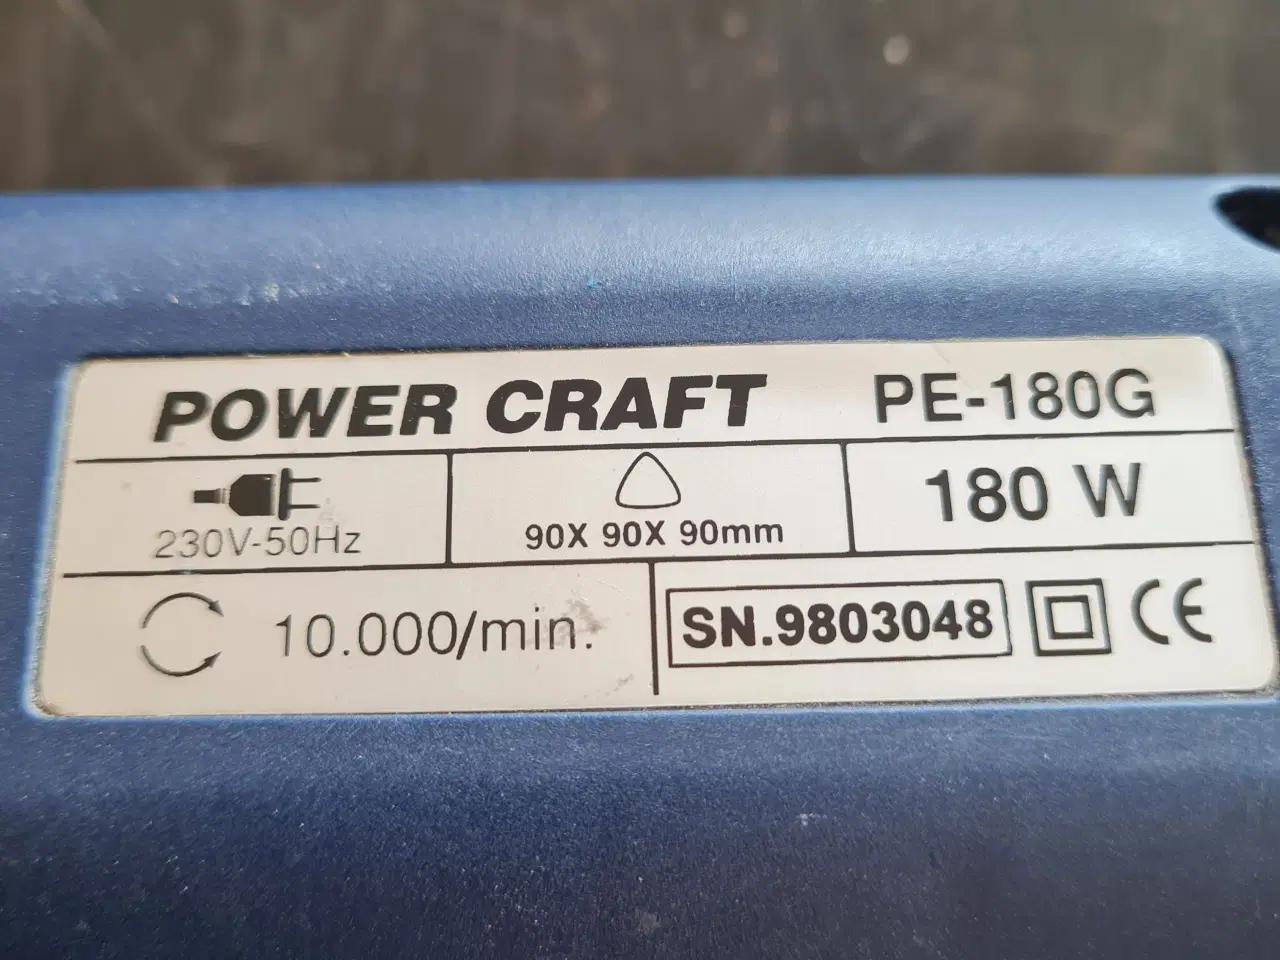 POWER CRAFT PE-180G
230V-50Hz
90X 90X 90mm
180 W
10.000/min.
SN.9803048
CE